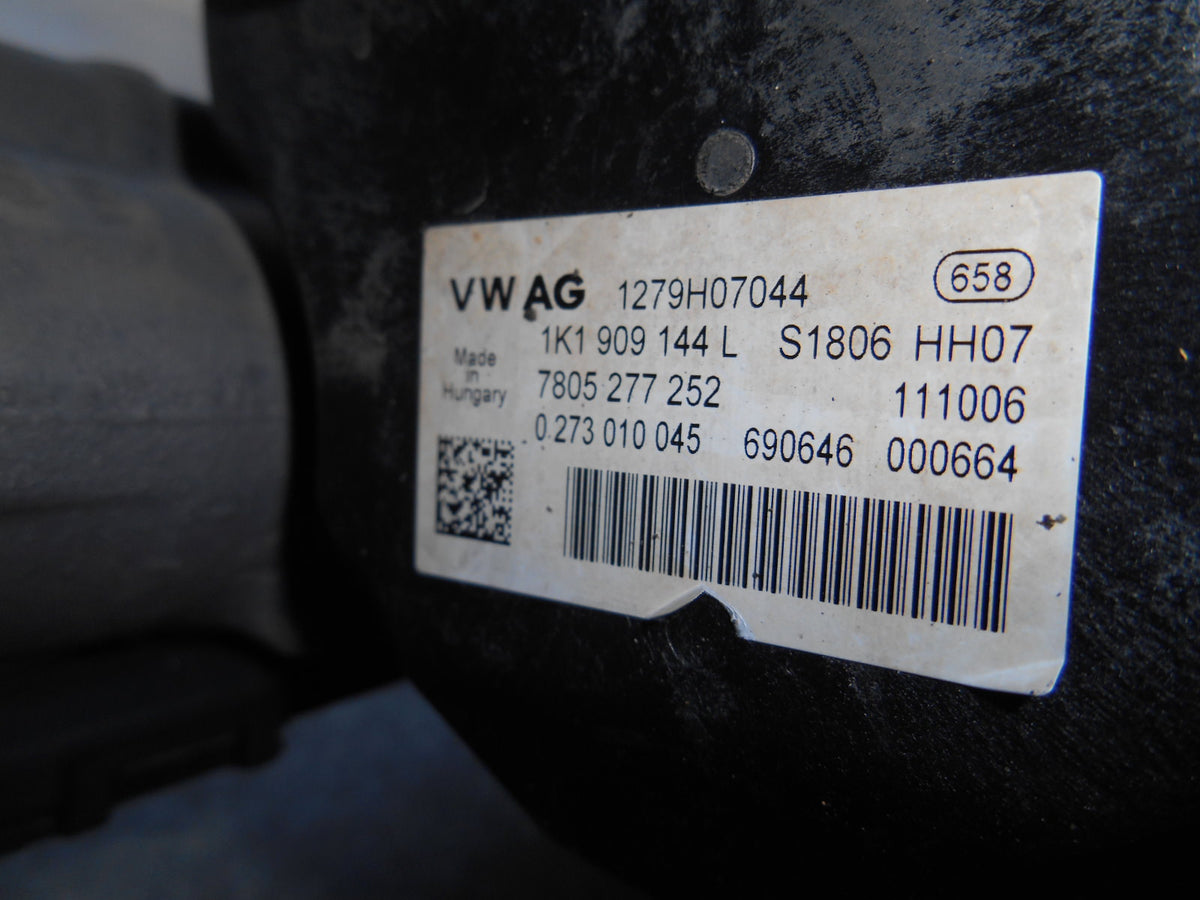 VW AG 1279H07044 658
1K1 909 144 L S1806 HH07
Made in Hungary
7805 277 252 111006
0 273 010 045 690646 000664